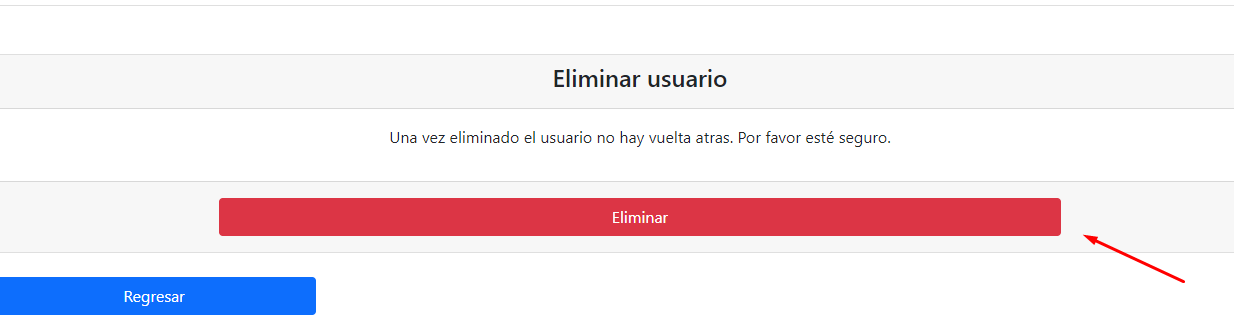 Eliminar usuario
Una vez eliminado el usuario no hay vuelta atras. Por favor esté seguro.
Eliminar
Regresar